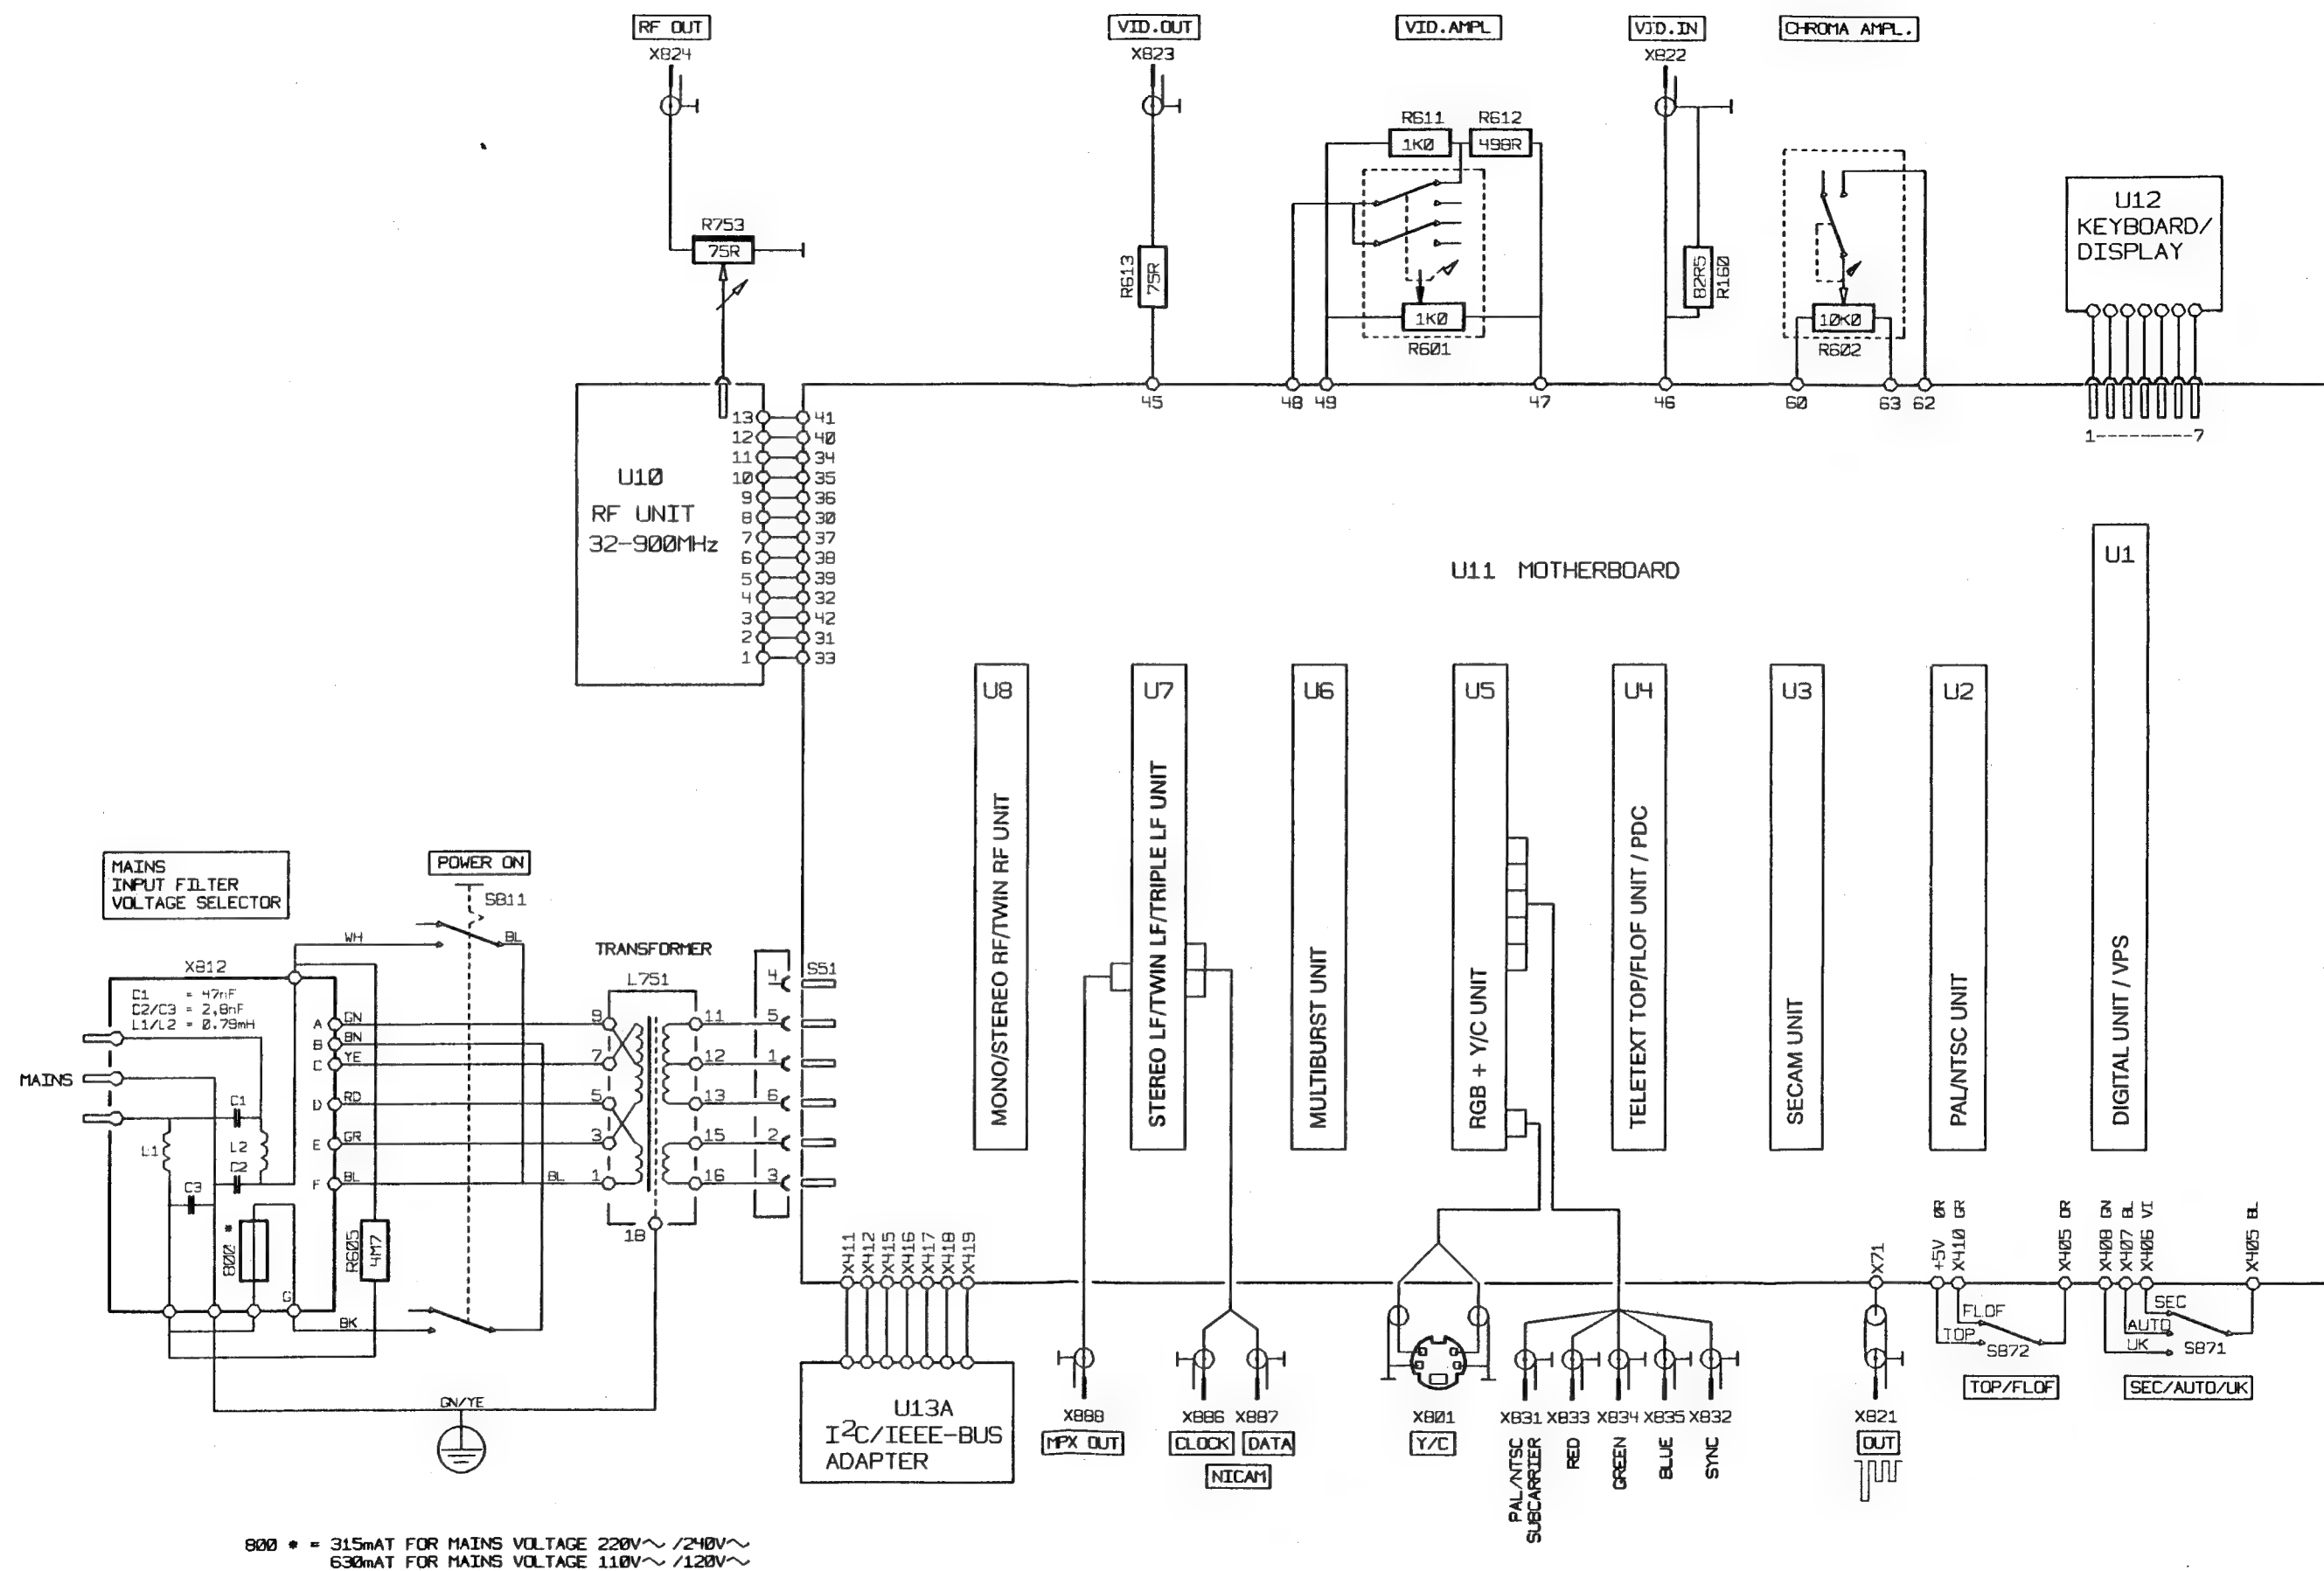 RF OUT
X824
VID.OUT
X823
VID.AMPL
VID.IN
X822
CHROMA AMPL.
R611
1KØ
R612
498R
R753
75R
R613
75R
1KØ
R601
82R5
R160
10KØ
R602
U12
KEYBOARD/
DISPLAY
45
48
49
47
46
60
63
62
1---------7
U10
RF UNIT
32-900MHz
13 41
12 40
11 34
10 35
9 36
8 30
7 37
6 38
5 39
4 32
3 42
2 31
1 33
U11 MOTHERBOARD
U8
MONO/STEREO RF/TWIN RF UNIT
U7
STEREO LF/TWIN LF/TRIPLE LF UNIT
U6
MULTIBURST UNIT
U5
RGB + Y/C UNIT
U4
TELETEXT TOP/FLOF UNIT / PDC
U3
SECAM UNIT
U2
PAL/NTSC UNIT
U1
DIGITAL UNIT / VPS
MAINS
INPUT FILTER
VOLTAGE SELECTOR
POWER ON
S811
WH
BL
X812
C1 = 47nF
C2/C3 = 2,8nF
L1/L2 = 0.79mH
MAINS
C1
L1
L2
C2
C3
800 *
G
A GN
B BN
C YE
D RD
E GR
F BL
R605
4M7
BK
BL
GN/YE
TRANSFORMER
L751
9
7
5
3
1
11
12
13
15
16
18
S51
4
5
1
6
2
3
X411
X412
X415
X416
X417
X418
X419
U13A
I²C/IEEE-BUS
ADAPTER
X888
MPX OUT
X886
CLOCK
X887
DATA
NICAM
X801
Y/C
X831
PAL/NTSC
SUBCARRIER
X833
RED
X834
GREEN
X835
BLUE
X832
SYNC
X71
X821
OUT
+5V ØR
X410 GR
X405 OR
FLOF
TOP
S872
TOP/FLOF
X408 GN
X407 BL
X406 VI
X405 BL
SEC
AUTO
UK
S871
SEC/AUTO/UK
800 * = 315mAT FOR MAINS VOLTAGE 220V~ /240V~
630mAT FOR MAINS VOLTAGE 110V~ /120V~